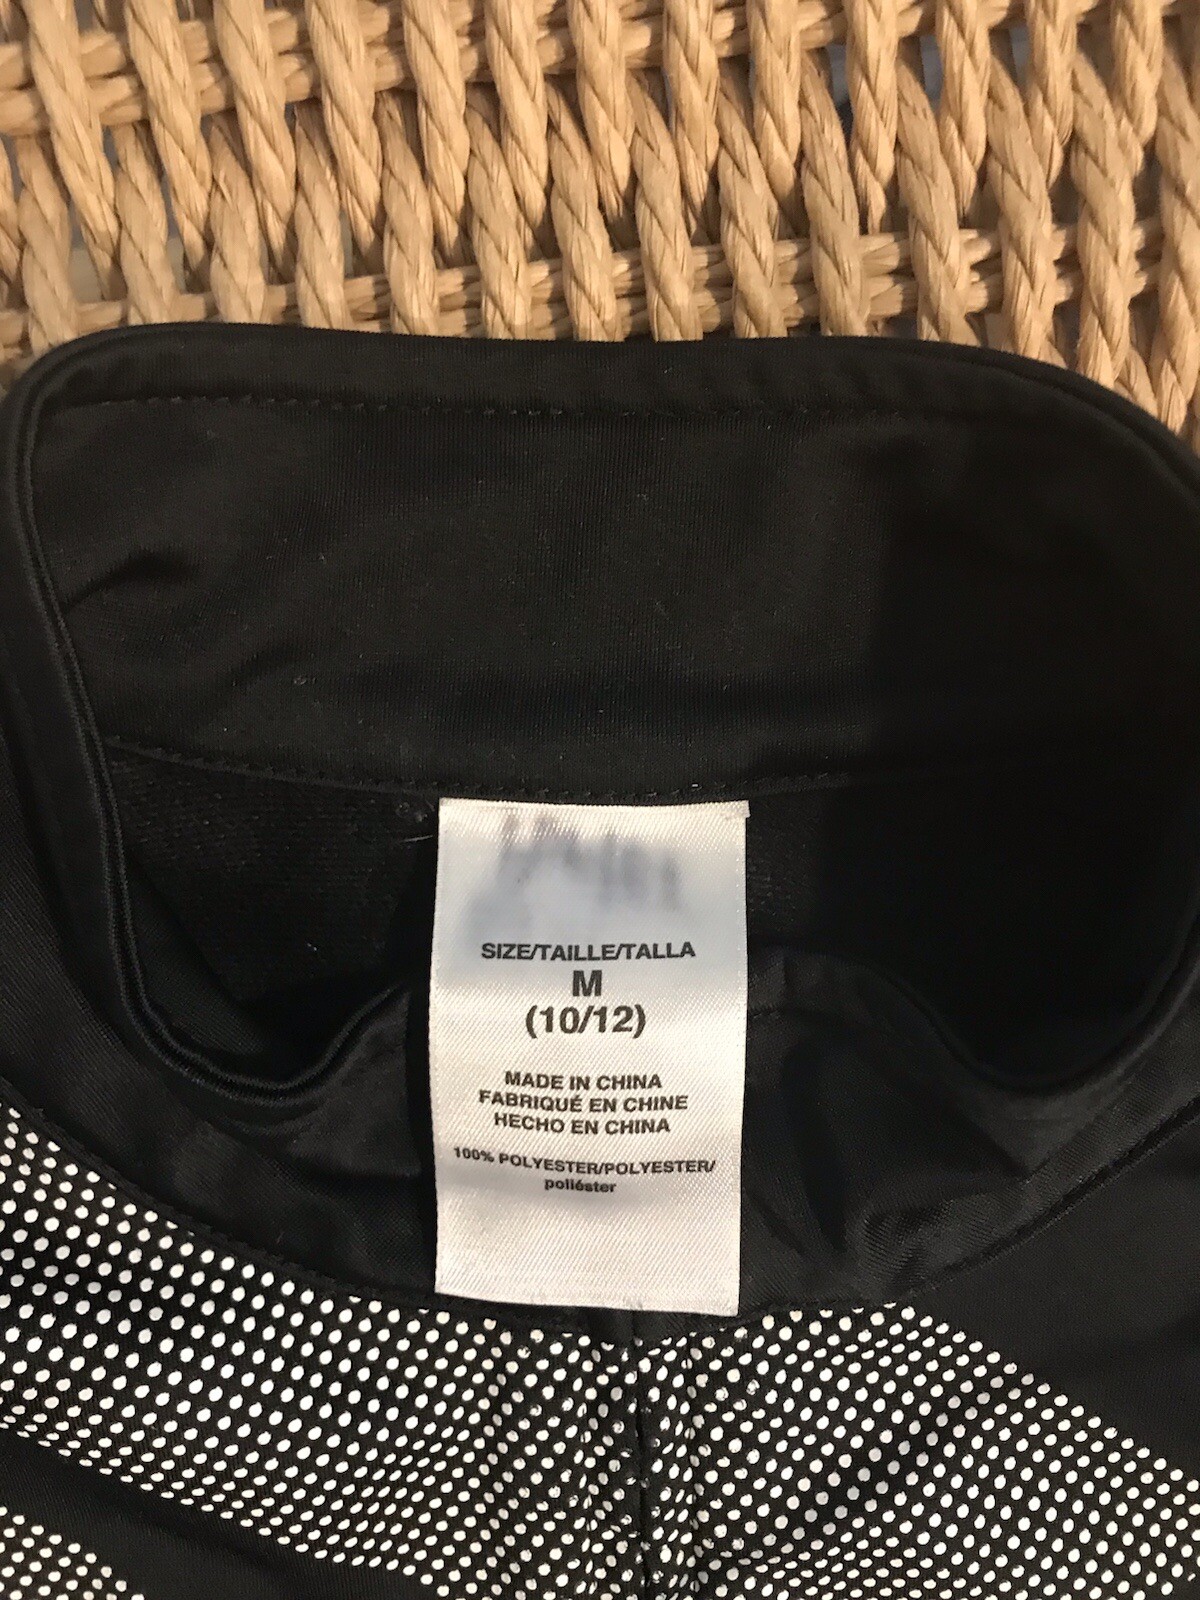 SIZE/TAILLE/TALLA
M
(10/12)
MADE IN CHINA
FABRIQUÉ EN CHINE
HECHO EN CHINA
100% POLYESTER/POLYESTER/
poliéster